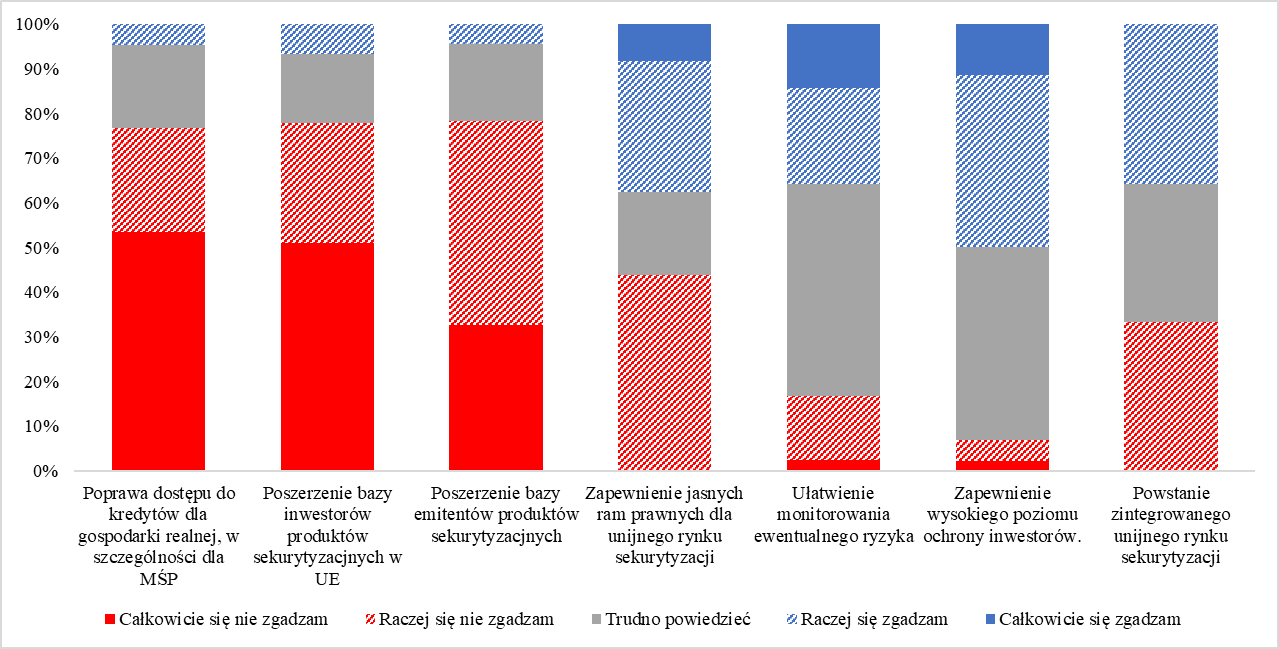 100%
90%
80%
70%
60%
50%
40%
30%
20%
10%
0%
Poprawa dostępu do
kredytów dla
gospodarki realnej, w
szczególności dla
MŚP
Poszerzenie bazy
inwestorów
produktów
sekurytyzacjnych w
UE
Poszerzenie bazy
emitentów produktów
sekurytyzacjnych
Zapewnienie jasnych
ram prawnych dla
unijnego rynku
sekurytyzacji
Ułatwienie
monitorowania
ewentualnego ryzyka
Zapewnienie
wysokiego poziomu
ochrony inwestorów.
Powstanie
zintegrowanego
unijnego rynku
sekurytyzacji
Całkowicie się nie zgadzam
Raczej się nie zgadzam
Trudno powiedzieć
Raczej się zgadzam
Całkowicie się zgadzam